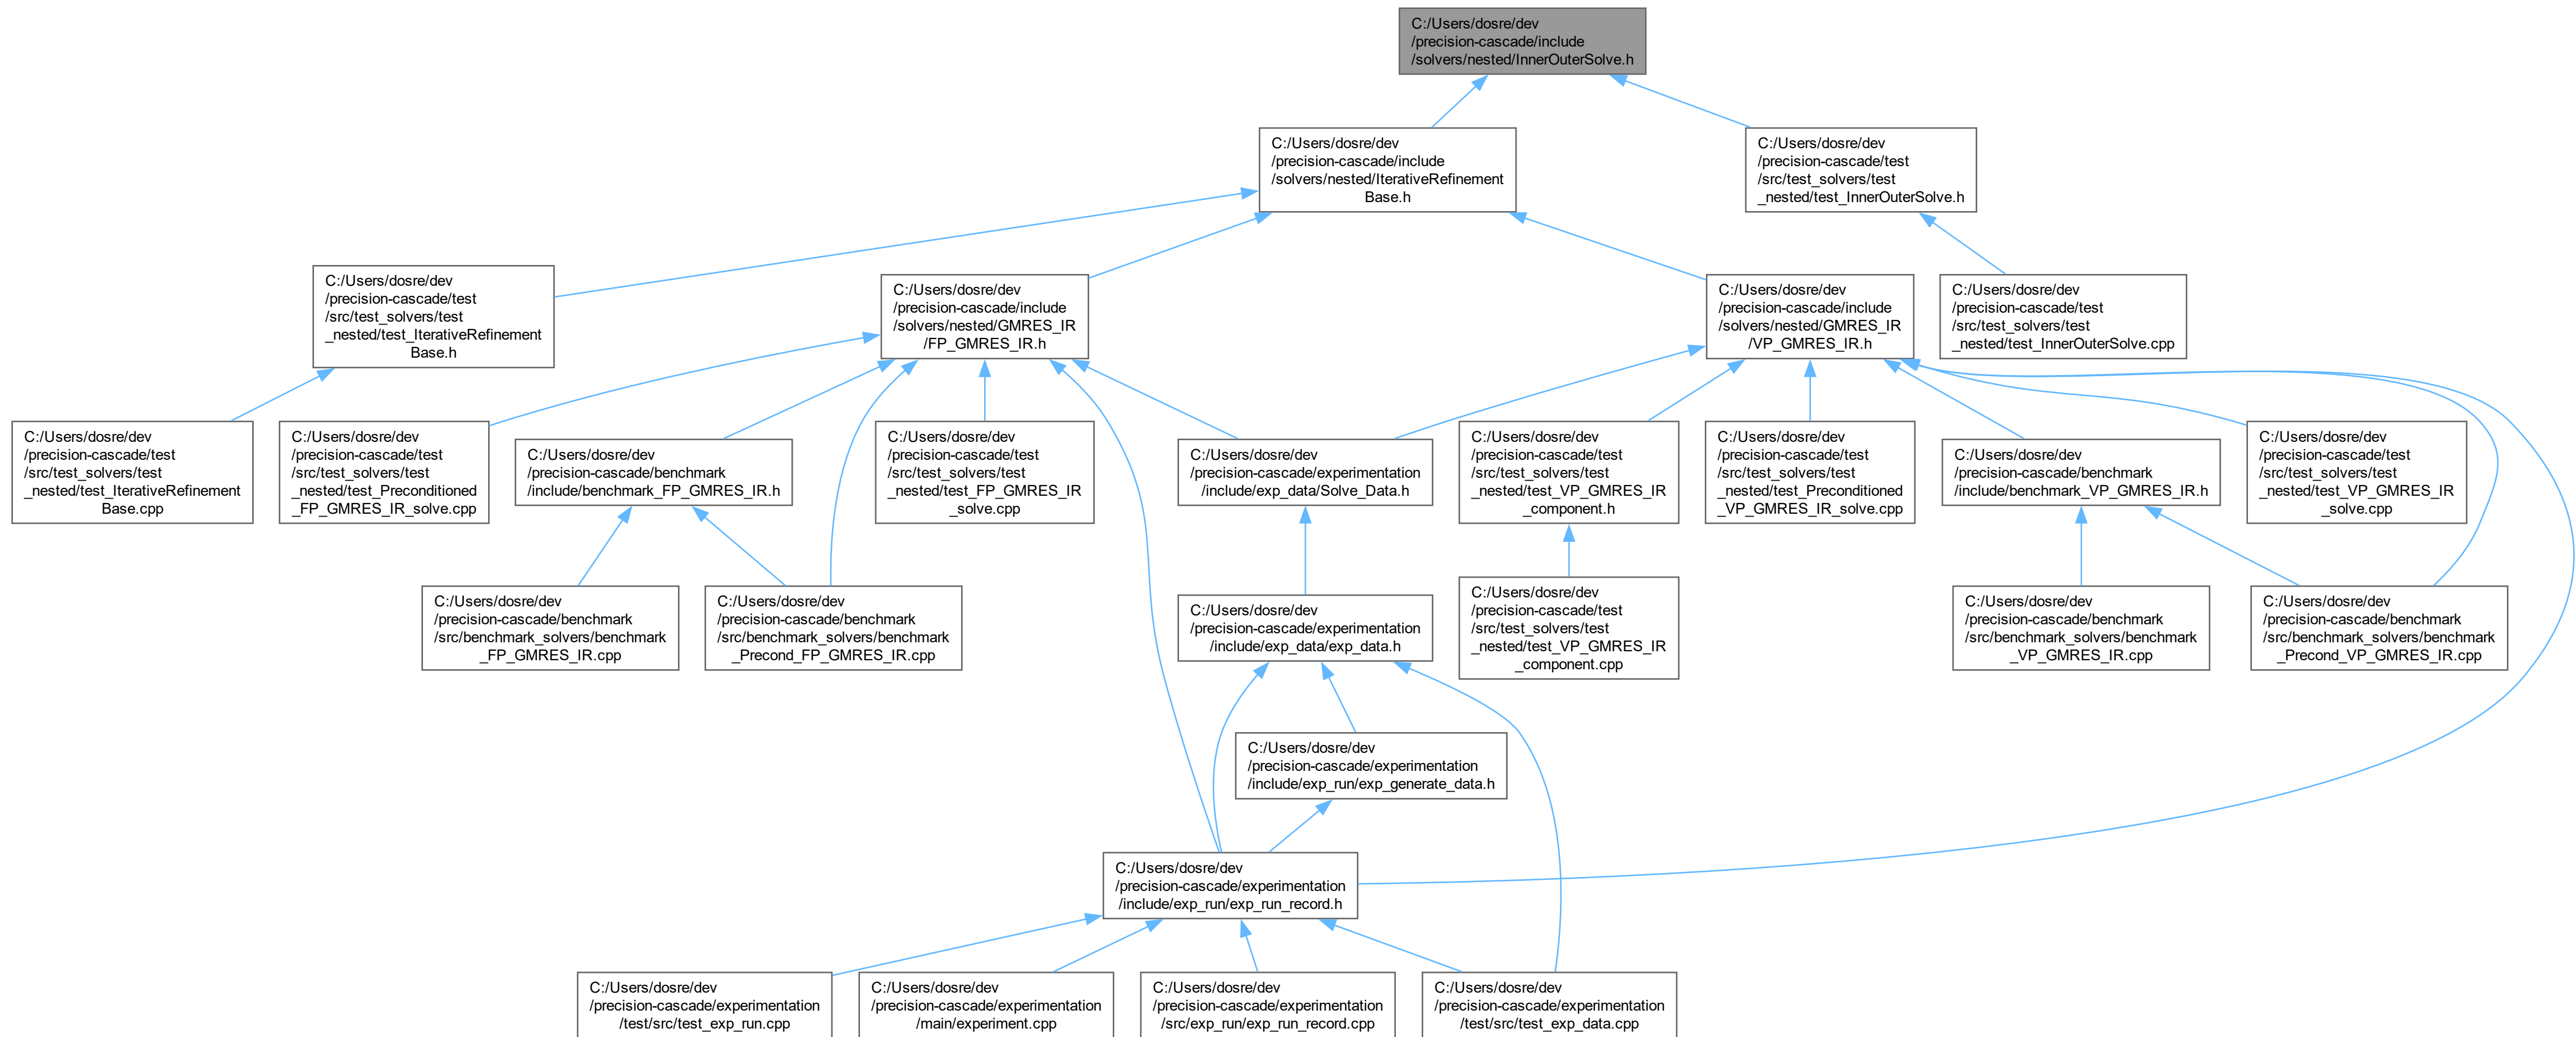 C:/Users/dosre/dev
/precision-cascade/include
/solvers/nested/InnerOuterSolve.h
C:/Users/dosre/dev
/precision-cascade/include
/solvers/nested/IterativeRefinement
Base.h
C:/Users/dosre/dev
/precision-cascade/test
/src/test_solvers/test
_nested/test_InnerOuterSolve.h
C:/Users/dosre/dev
/precision-cascade/test
/src/test_solvers/test
_nested/test_IterativeRefinement
Base.h
C:/Users/dosre/dev
/precision-cascade/include
/solvers/nested/GMRES_IR
/FP_GMRES_IR.h
C:/Users/dosre/dev
/precision-cascade/include
/solvers/nested/GMRES_IR
/VP_GMRES_IR.h
C:/Users/dosre/dev
/precision-cascade/test
/src/test_solvers/test
_nested/test_InnerOuterSolve.cpp
C:/Users/dosre/dev
/precision-cascade/test
/src/test_solvers/test
_nested/test_IterativeRefinement
Base.cpp
C:/Users/dosre/dev
/precision-cascade/test
/src/test_solvers/test
_nested/test_Preconditioned
_FP_GMRES_IR_solve.cpp
C:/Users/dosre/dev
/precision-cascade/benchmark
/include/benchmark_FP_GMRES_IR.h
C:/Users/dosre/dev
/precision-cascade/test
/src/test_solvers/test
_nested/test_FP_GMRES_IR
_solve.cpp
C:/Users/dosre/dev
/precision-cascade/experimentation
/include/exp_data/Solve_Data.h
C:/Users/dosre/dev
/precision-cascade/test
/src/test_solvers/test
_nested/test_VP_GMRES_IR
_component.h
C:/Users/dosre/dev
/precision-cascade/test
/src/test_solvers/test
_nested/test_Preconditioned
_VP_GMRES_IR_solve.cpp
C:/Users/dosre/dev
/precision-cascade/benchmark
/include/benchmark_VP_GMRES_IR.h
C:/Users/dosre/dev
/precision-cascade/test
/src/test_solvers/test
_nested/test_VP_GMRES_IR
_solve.cpp
C:/Users/dosre/dev
/precision-cascade/benchmark
/src/benchmark_solvers/benchmark
_FP_GMRES_IR.cpp
C:/Users/dosre/dev
/precision-cascade/benchmark
/src/benchmark_solvers/benchmark
_Precond_FP_GMRES_IR.cpp
C:/Users/dosre/dev
/precision-cascade/experimentation
/include/exp_data/exp_data.h
C:/Users/dosre/dev
/precision-cascade/test
/src/test_solvers/test
_nested/test_VP_GMRES_IR
_component.cpp
C:/Users/dosre/dev
/precision-cascade/benchmark
/src/benchmark_solvers/benchmark
_VP_GMRES_IR.cpp
C:/Users/dosre/dev
/precision-cascade/benchmark
/src/benchmark_solvers/benchmark
_Precond_VP_GMRES_IR.cpp
C:/Users/dosre/dev
/precision-cascade/experimentation
/include/exp_run/exp_generate_data.h
C:/Users/dosre/dev
/precision-cascade/experimentation
/include/exp_run/exp_run_record.h
C:/Users/dosre/dev
/precision-cascade/experimentation
/test/src/test_exp_run.cpp
C:/Users/dosre/dev
/precision-cascade/experimentation
/main/experiment.cpp
C:/Users/dosre/dev
/precision-cascade/experimentation
/src/exp_run/exp_run_record.cpp
C:/Users/dosre/dev
/precision-cascade/experimentation
/test/src/test_exp_data.cpp